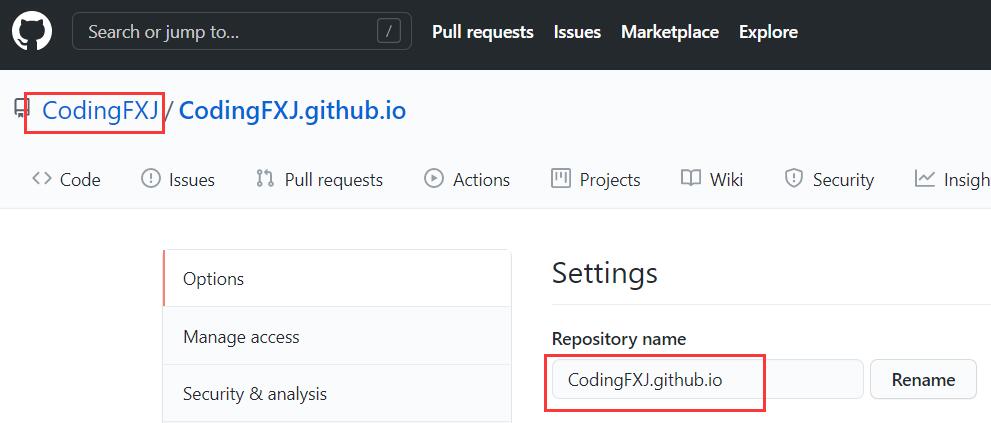 Search or jump to... / Pull requests Issues Marketplace Explore
CodingFXJ / CodingFXJ.github.io
Code Issues Pull requests Actions Projects Wiki Security Insigh
Options
Settings
Manage access
Repository name
CodingFXJ.github.io Rename
Security & analysis